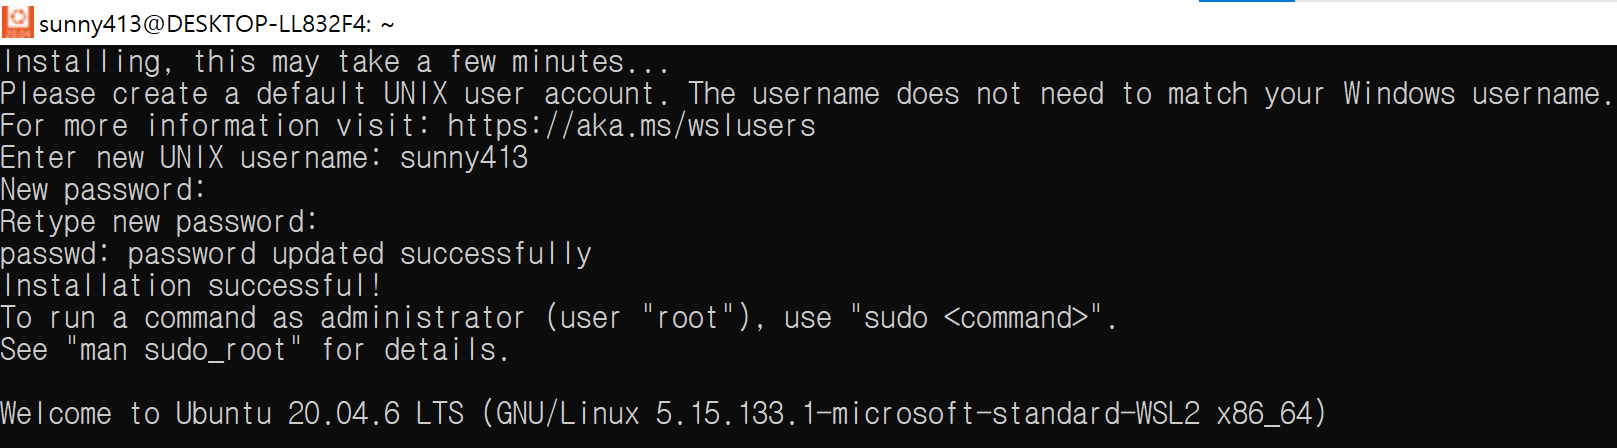 sunny413@DESKTOP-LL832F4: ~
Installing, this may take a few minutes...
Please create a default UNIX user account. The username does not need to match your Windows username.
For more information visit: https://aka.ms/wslusers
Enter new UNIX username: sunny413
New password:
Retype new password:
passwd: password updated successfully
Installation successful!
To run a command as administrator (user "root"), use "sudo <command>".
See "man sudo_root" for details.

Welcome to Ubuntu 20.04.6 LTS (GNU/Linux 5.15.133.1-microsoft-standard-WSL2 x86_64)